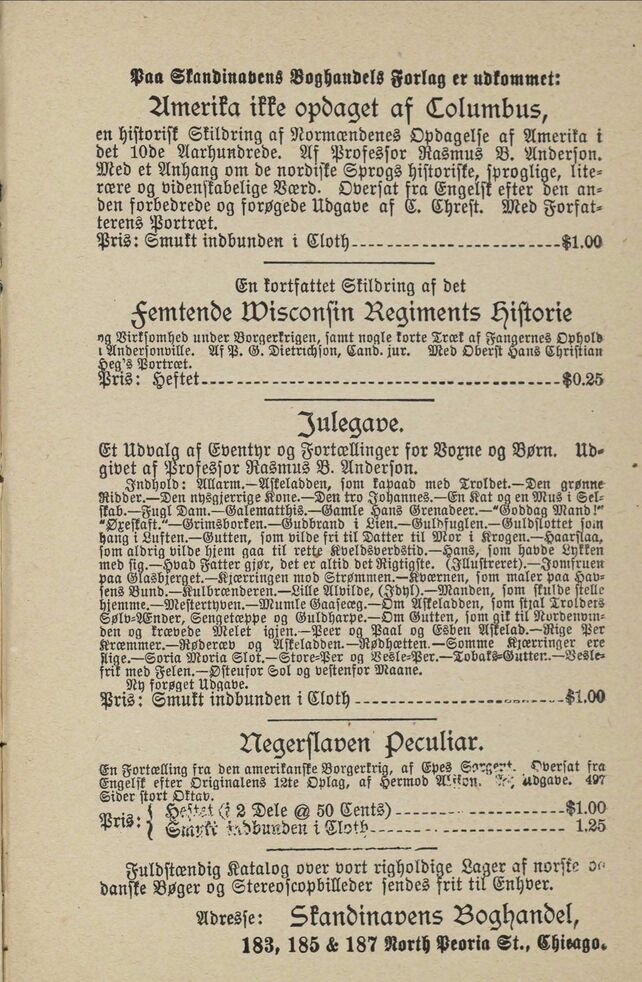 Paa Skandinavens Boghandels Forlag er udkommet:
Amerika ikke opdaget af Columbus,
en historisk Skildring af Normændenes Opdagelse af Amerika i
det 10de Aarhundrede. Af Professor Rasmus B. Anderson.
Med et Anhang om de nordiske Sprogs historiske, sproglige, lite-
rære og videnskabelige Værd. Oversat fra Engelsk efter den an-
den forbedrede og forøgede Udgave af C. Chrest. Med Forfat-
terens Portræt.
Pris: Smukt indbunden i Cloth $1.00
En kortfattet Skildring af det
Femtende Wisconsin Regiments Historie
og Virksomhed under Borgerkrigen, samt nogle korte Træk af Fangernes Ophold
i Andersonville. Af P. G. Dietrichson, Cand. jur. Med Oberst Hans Christian
Heg's Portræt.
Pris: Heftet $0.25
Julegave.
Et Udvalg af Eventyr og Fortællinger for Voxne og Børn. Ud-
givet af Professor Rasmus B. Anderson.
Indhold: Allarm.—Askeladden, som kapaad med Troldet.—Den grønne
Ridder.—Den nysgjerrige Kone.—Den tro Johannes.—En Kat og en Mus i Sel-
skab.—Fugl Dam.—Galematthis.—Gamle Hans Grenadeer.—"Goddag Mand!"
"Øxeskaft."—Grimsborken.—Gudbrand i Lien.—Guldfuglen.—Guldslottet som
hang i Luften.—Gutten, som vilde fri til Datter til Mor i Krogen.—Haarslaa,
som aldrig vilde hjem gaa til rette Kveldsverdstid.—Hans, som havde Lykken
med sig.—Hvad Fatter gjør, det er altid det Rigtigste. (Illustreret).—Jomfruen
paa Glasbjerget.—Kjærringen mod Strømmen.—Kværnen, som maler paa Hav-
sens Bund.—Kulbrænderen.—Lille Alvilde, (Idyl).—Manden, som skulde stelle
hjemme.—Mestertyven.—Mumle Gaasecæg.—Om Askeladden, som stjal Trolders
Sølv-Ænder, Sengetæppe og Guldharpe.—Om Gutten, som gik til Nordenvin-
den og krævede Melet igjen.—Peer og Paal og Esben Askelad.—Rige Per
Kræmmer.—Røderæv og Askeladden.—Rødhætten.—Somme Kjærringer ere
slige.—Soria Moria Slot.—Store-Per og Vesle-Per.—Tobaks-Gutten.—Vesle-
frik med Felen.—Østenfor Sol og vestenfor Maane.
Ny forøget Udgave.
Pris: Smukt indbunden i Cloth $1.00
Negerslaven Peculiar.
En Fortælling fra den amerikanske Borgerkrig, af Epes Sargent. Oversat fra
Engelsk efter Originalens 12te Oplag, af Hermod Udgave. 497
Sider stort Oktav.
Pris: { Heftet (i 2 Dele @ 50 Cents) $1.00
Smukt indbunden i Cloth 1.25
Fuldstændig Katalog over vort righoldige Lager af norske og
danske Bøger og Stereoscopbilleder sendes frit til Enhver.
Adresse: Skandinavens Boghandel,
183, 185 & 187 North Peoria St., Chicago.